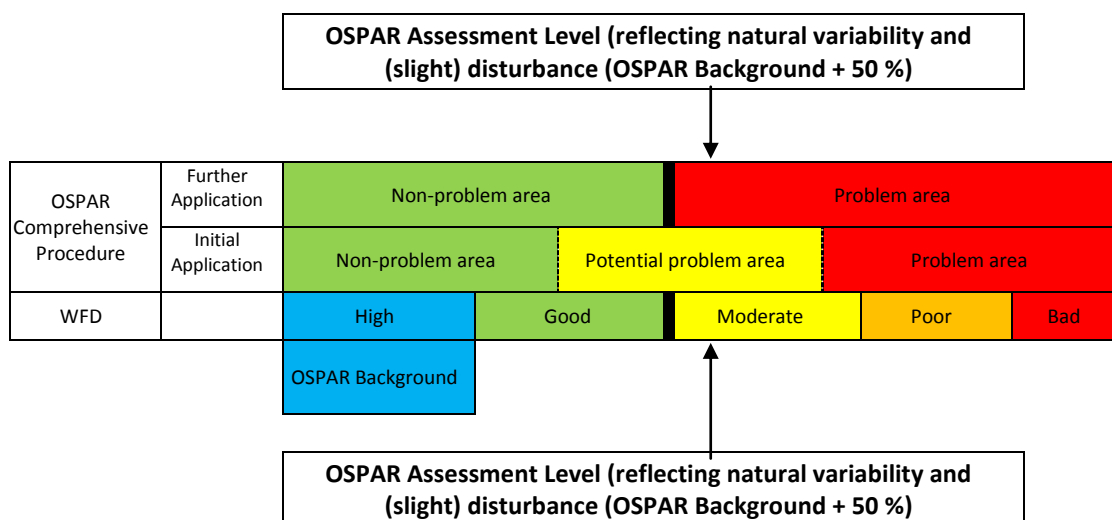 OSPAR Assessment Level (reflecting natural variability and
(slight) disturbance (OSPAR Background + 50 %)
OSPAR
Comprehensive
Procedure
Further
Application
Non-problem area
Problem area
Initial
Application
Non-problem area
Potential problem area
Problem area
WFD
High
Good
Moderate
Poor
Bad
OSPAR Background
OSPAR Assessment Level (reflecting natural variability and
(slight) disturbance (OSPAR Background + 50 %